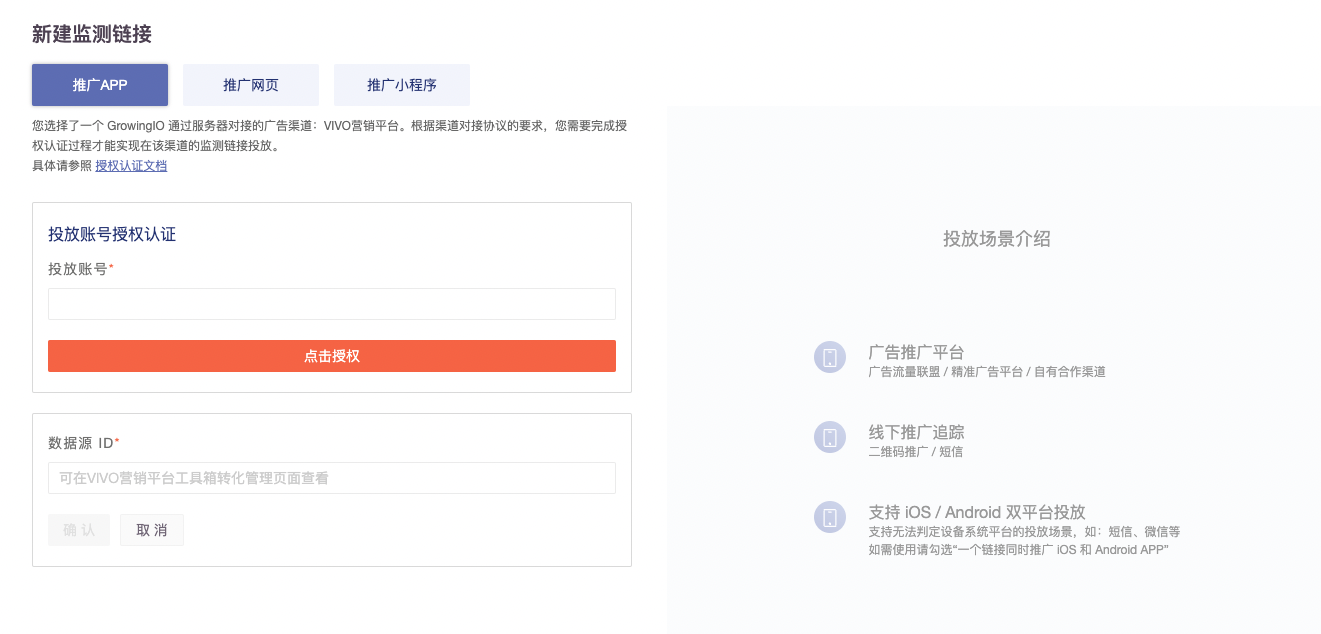 新建监测链接
推广APP
推广网页
推广小程序
您选择了一个 GrowingIO 通过服务器对接的广告渠道：VIVO营销平台。根据渠道对接协议的要求，您需要完成授
权认证过程才能实现在该渠道的监测链接投放。
具体请参照 授权认证文档
投放账号授权认证
投放账号*
点击授权
数据源 ID*
可在VIVO营销平台工具箱转化管理页面查看
确 认
取 消
投放场景介绍
广告推广平台
广告流量联盟 / 精准广告平台 / 自有合作渠道
线下推广追踪
二维码推广 / 短信
支持 iOS / Android 双平台投放
支持无法判定设备系统平台的投放场景，如：短信、微信等
如需使用请勾选“一个链接同时推广 iOS 和 Android APP”